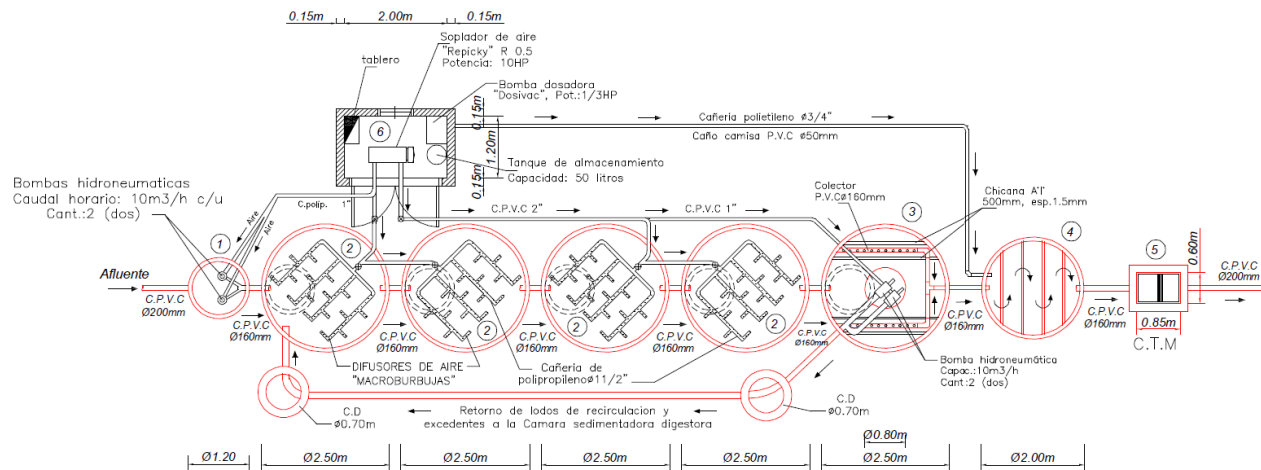 0.15m
2.00m
0.15m
Soplador de aire
"Repicky" R 0.5
Potencia: 10HP
tablero
Bomba dosadora
"Dosivac", Pot.:1/3HP
0.15m
1.20m
0.15m
6
Cañeria polietileno ø3/4"
Caño camisa P.V.C ø50mm
Tanque de almacenamiento
Capacidad: 50 litros
Bombas hidroneumaticas
Caudal horario: 10m3/h c/u
Cant.:2 (dos)
Aire
Aire
C.polip. 1"
C.P.V.C 2"
C.P.V.C 1"
Colector
P.V.CØ160mm
Chicana A°I°
500mm, esp.1.5mm
1
2
2
2
2
3
4
5
0.60m
Afluente
C.P.V.C
Ø200mm
C.P.V.C
Ø160mm
C.P.V.C
Ø160mm
C.P.V.C
Ø160mm
C.P.V.C
Ø160mm
C.P.V.C
Ø160mm
C.P.V.C
Ø160mm
C.P.V.C
Ø160mm
C.P.V.C
Ø200mm
0.85m
C.T.M
DIFUSORES DE AIRE
"MACROBURBUJAS"
Cañeria de
polipropilenoø11/2"
Bomba hidroneumática
Capac.:10m3/h
Cant:2 (dos)
C.D
ø0.70m
Retorno de lodos de recirculacion y
excedentes a la Camara sedimentadora digestora
C.D
ø0.70m
Ø0.80m
Ø1.20
Ø2.50m
Ø2.50m
Ø2.50m
Ø2.50m
Ø2.50m
Ø2.00m